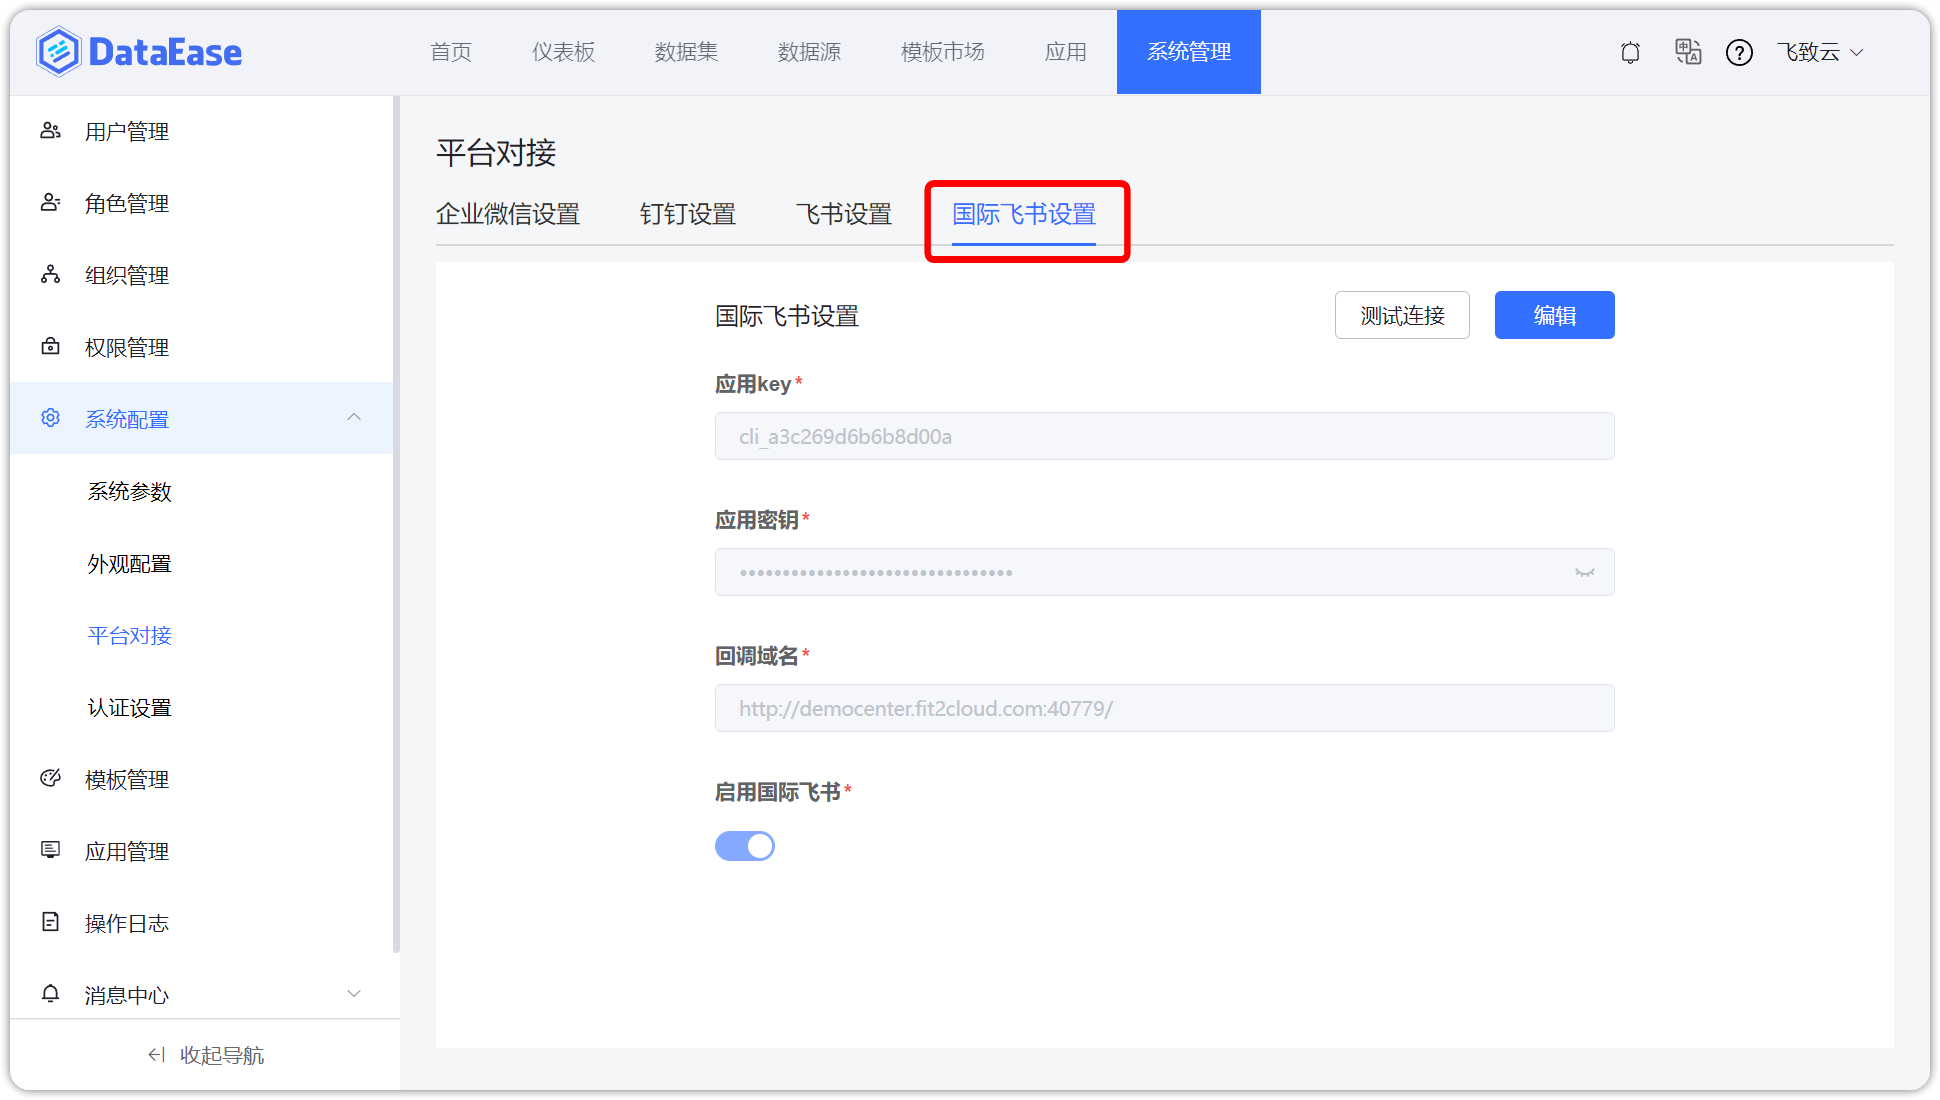 DataEase
首页 仪表板 数据集 数据源 模板市场 应用 系统管理
飞致云
用户管理
角色管理
组织管理
权限管理
系统配置
系统参数
外观配置
平台对接
认证设置
模板管理
应用管理
操作日志
消息中心
收起导航
平台对接
企业微信设置 钉钉设置 飞书设置 国际飞书设置
国际飞书设置 测试连接 编辑
应用key*
cli_a3c269d6b6b8d00a
应用密钥*
••••••••••••••••••••••••••••••••
回调域名*
http://democenter.fit2cloud.com:40779/
启用国际飞书*